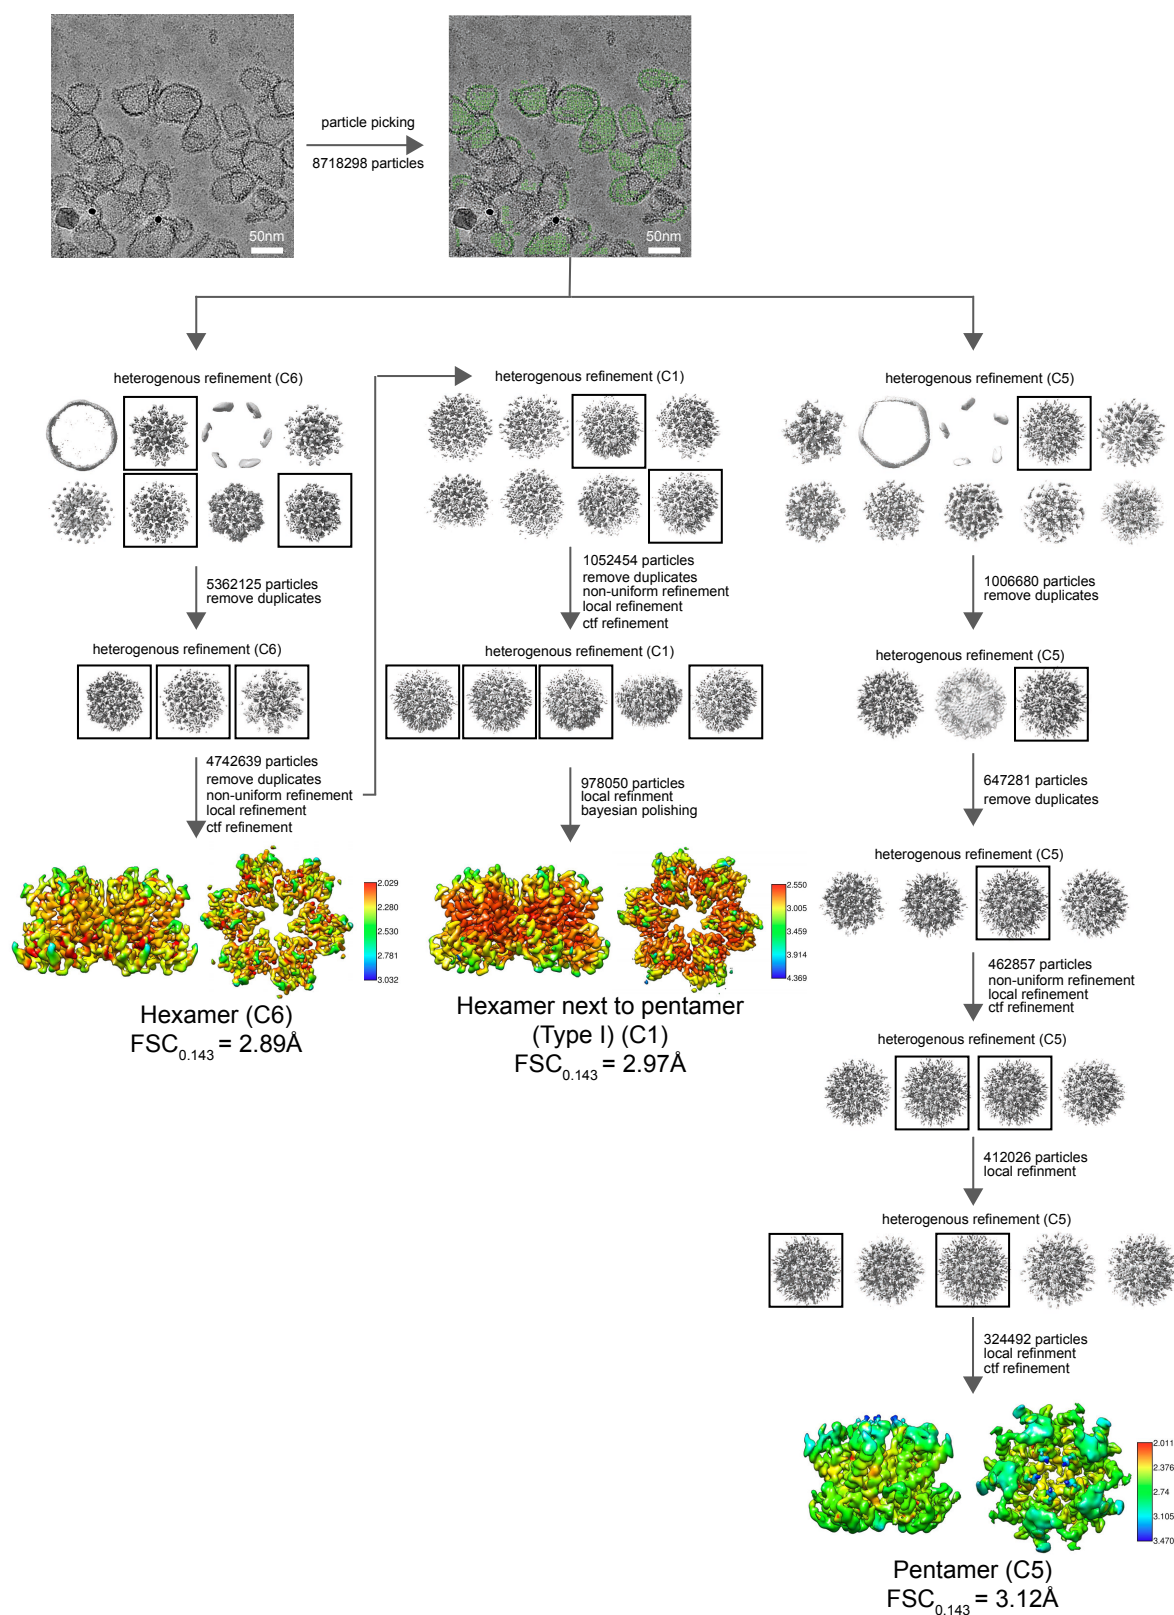 particle picking
8718298 particles
50nm
50nm
heterogenous refinement (C6)
5362125 particles
remove duplicates
heterogenous refinement (C6)
4742639 particles
remove duplicates
non-uniform refinement
local refinement
ctf refinement
2.029
2.280
2.530
2.781
3.032
Hexamer (C6)
FSC0.143 = 2.89Å
heterogenous refinement (C1)
1052454 particles
remove duplicates
non-uniform refinement
local refinement
ctf refinement
heterogenous refinement (C1)
978050 particles
local refinment
bayesian polishing
2.550
3.005
3.459
3.914
4.369
Hexamer next to pentamer
(Type I) (C1)
FSC0.143 = 2.97Å
heterogenous refinement (C5)
1006680 particles
remove duplicates
heterogenous refinement (C5)
647281 particles
remove duplicates
heterogenous refinement (C5)
462857 particles
non-uniform refinement
local refinement
ctf refinement
heterogenous refinement (C5)
412026 particles
local refinment
heterogenous refinement (C5)
324492 particles
local refinment
ctf refinement
2.011
2.376
2.74
3.105
3.470
Pentamer (C5)
FSC0.143 = 3.12Å